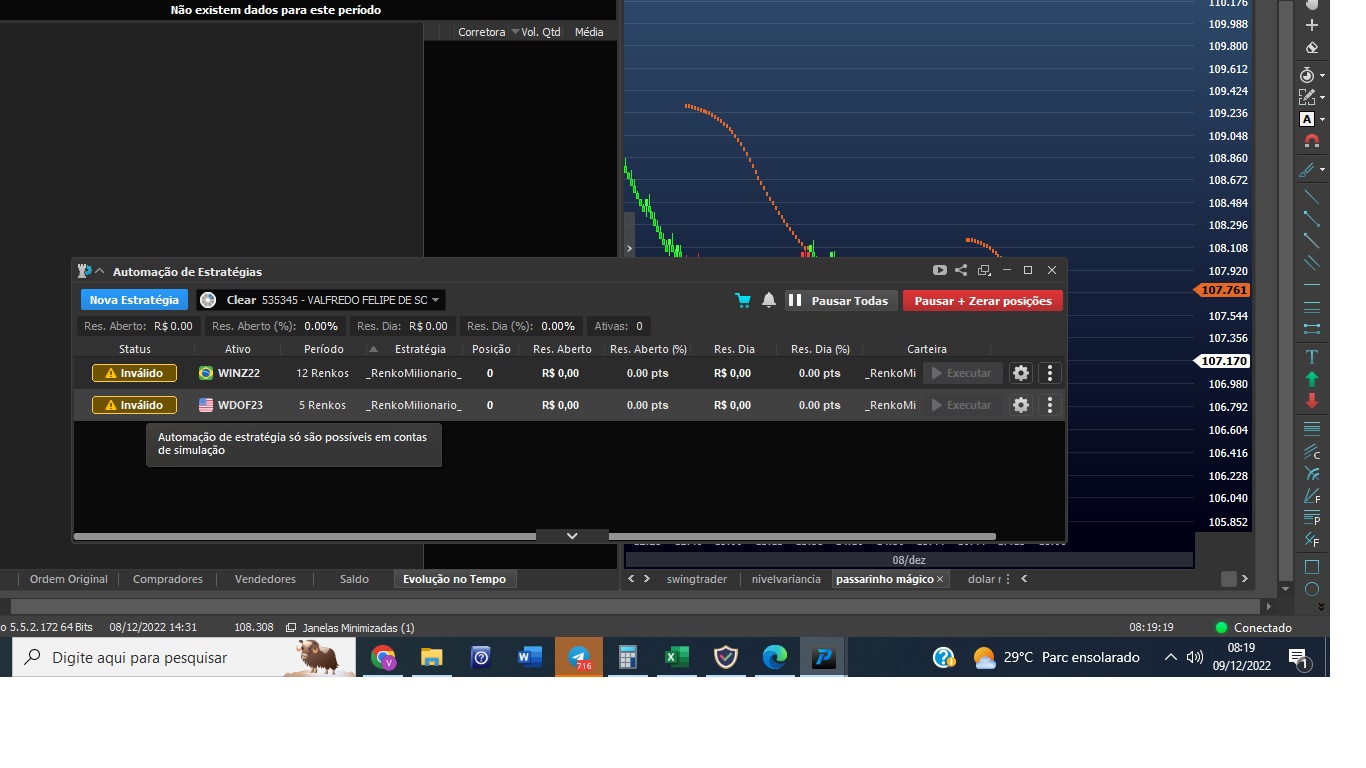 Não existem dados para este período
Corretora Vol. Qtd Média
110.176
109.988
109.800
109.612
109.424
109.236
109.048
108.860
108.672
108.484
108.296
108.108
107.920
107.761
107.544
107.356
107.170
106.980
106.792
106.604
106.416
106.228
106.040
105.852
A
T
C
F
P
F
Automação de Estratégias
Nova Estratégia Clear 535345 - VALFREDO FELIPE DE SC Pausar Todas Pausar + Zerar posições
Res. Aberto: R$ 0.00 Res. Aberto (%): 0.00% Res. Dia: R$ 0.00 Res. Dia (%): 0.00% Ativas: 0
Status Ativo Período Estratégia Posição Res. Aberto Res. Aberto (%) Res. Dia Res. Dia (%) Carteira
Inválido WINZ22 12 Renkos _RenkoMilionario_ 0 R$ 0,00 0.00 pts R$ 0,00 0.00 pts _RenkoMi Executar
Inválido WDOF23 5 Renkos _RenkoMilionario_ 0 R$ 0,00 0.00 pts R$ 0,00 0.00 pts _RenkoMi Executar
Automação de estratégia só são possíveis em contas
de simulação
08/dez
Ordem Original Compradores Vendedores Saldo Evolução no Tempo swingtrader nivelvariancia passarinho mágico × dolar r
o 5.5.2.172 64 Bits 08/12/2022 14:31 108.308 Janelas Minimizadas (1) 08:19:19 Conectado
Digite aqui para pesquisar V W 716 X 29°C Parc ensolarado 08:19
09/12/2022 1